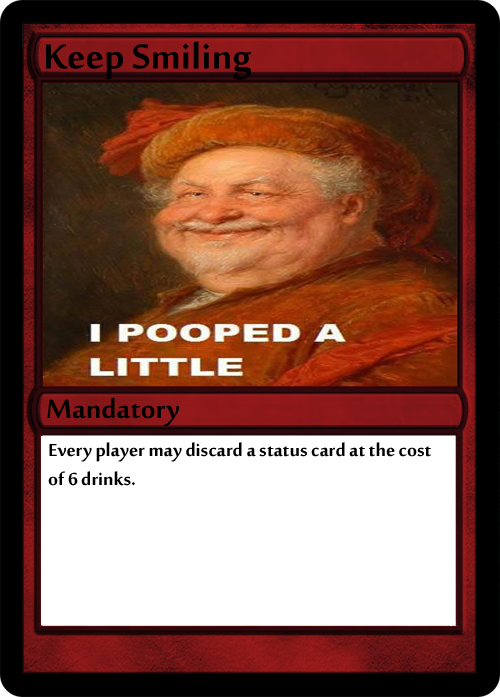 Keep Smiling
I POOPED A
LITTLE
Mandatory
Every player may discard a status card at the cost
of 6 drinks.